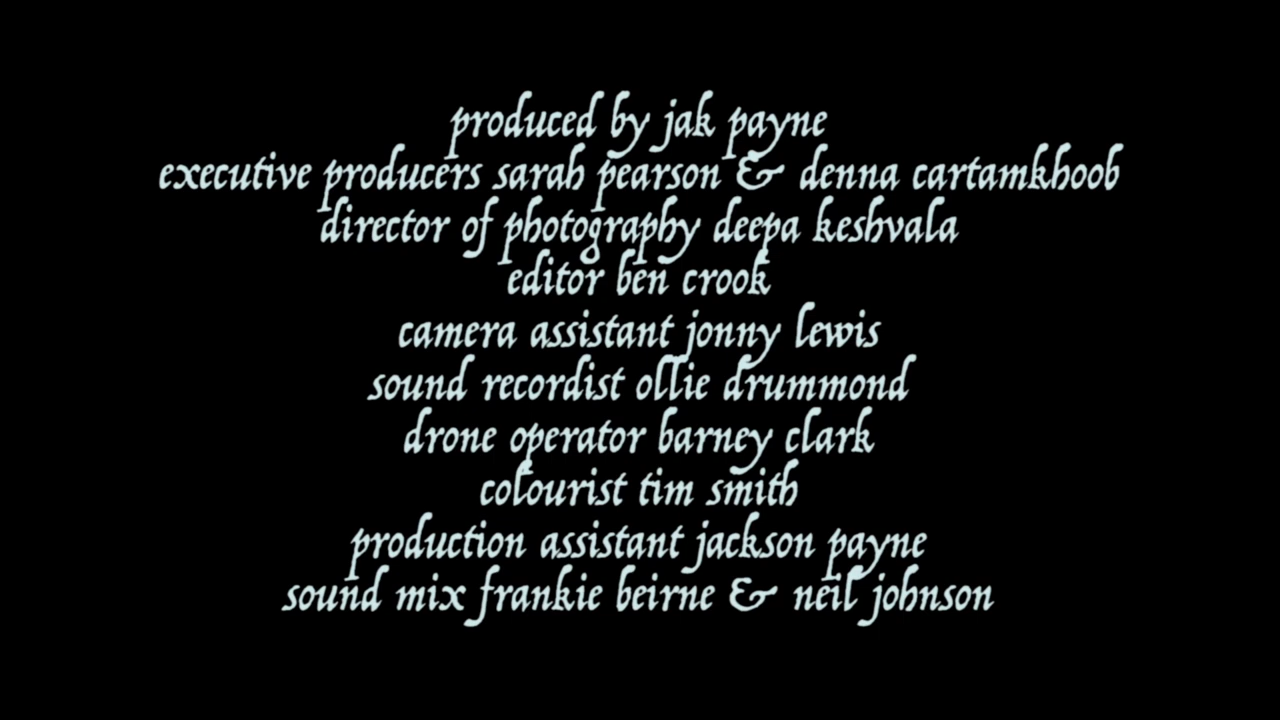 produced by jak payne
executive producers sarah pearson & denna cartamkhoob
director of photography deepa keshvala
editor ben crook
camera assistant jonny lewis
sound recordist ollie drummond
drone operator barney clark
colourist tim smith
production assistant jackson payne
sound mix frankie beirne & neil johnson